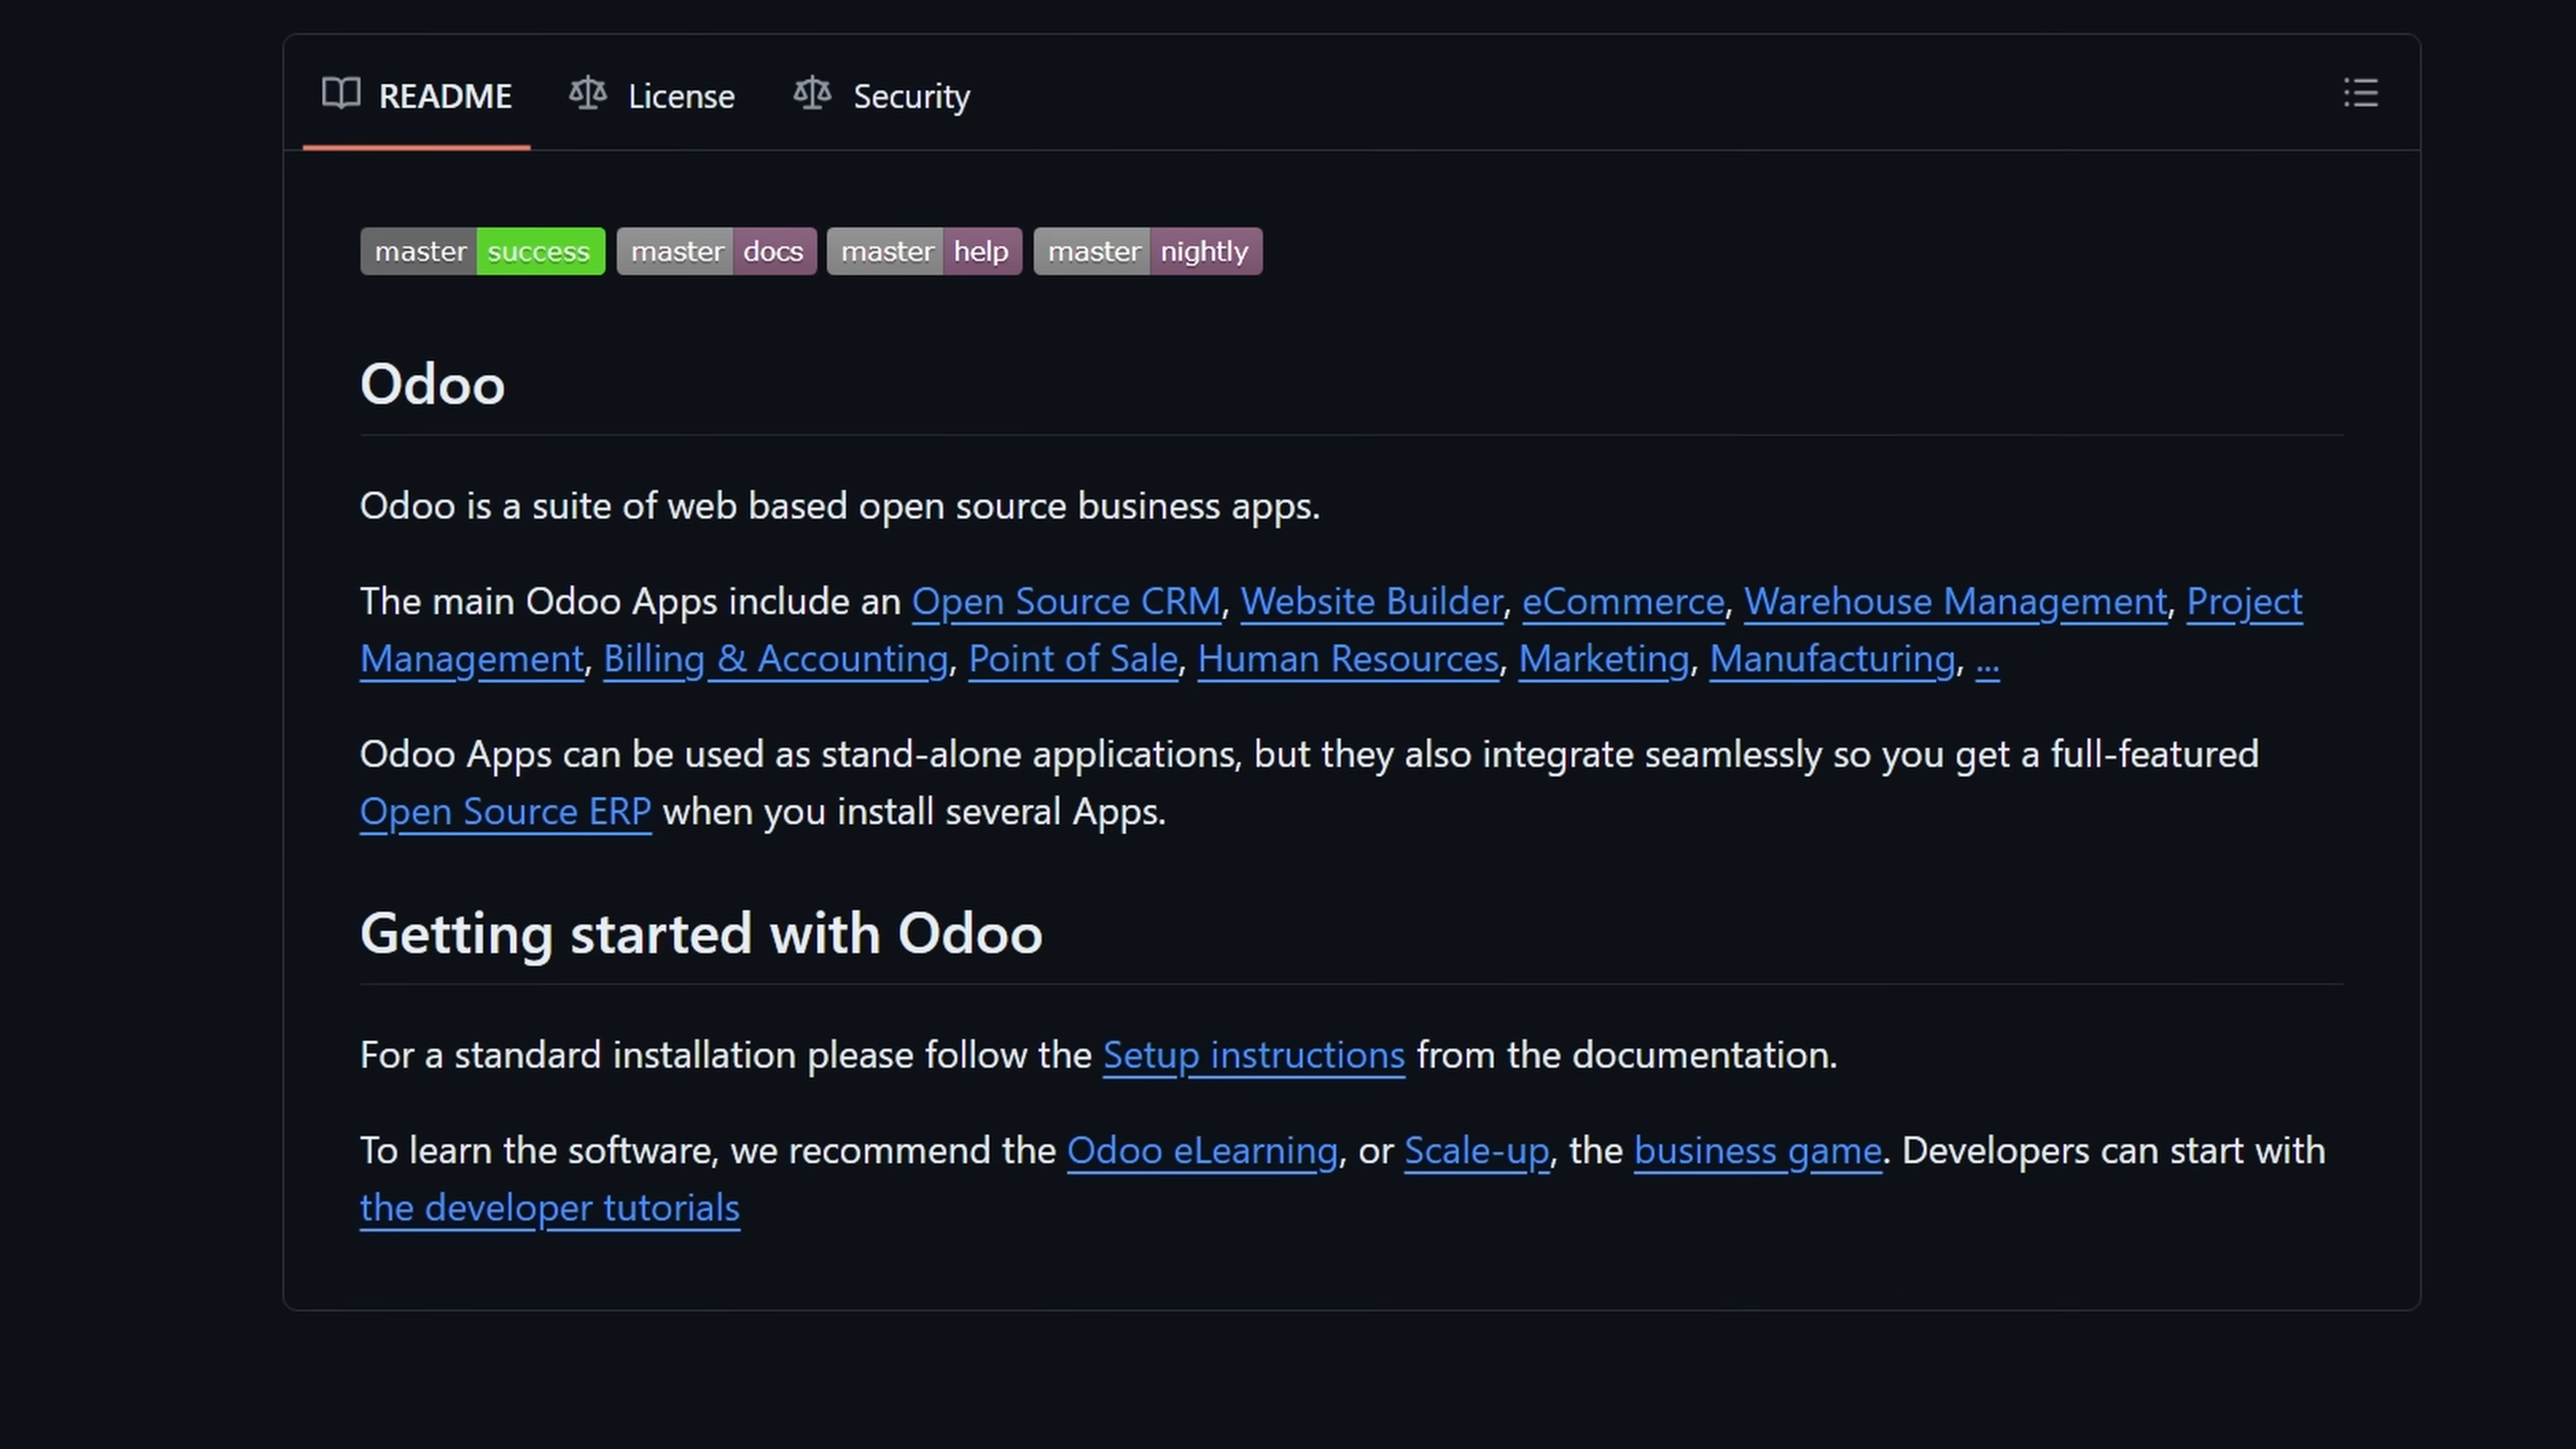 README License Security
master success master docs master help master nightly
Odoo
Odoo is a suite of web based open source business apps.
The main Odoo Apps include an Open Source CRM, Website Builder, eCommerce, Warehouse Management, Project
Management, Billing & Accounting, Point of Sale, Human Resources, Marketing, Manufacturing, ...
Odoo Apps can be used as stand-alone applications, but they also integrate seamlessly so you get a full-featured
Open Source ERP when you install several Apps.
Getting started with Odoo
For a standard installation please follow the Setup instructions from the documentation.
To learn the software, we recommend the Odoo eLearning, or Scale-up, the business game. Developers can start with
the developer tutorials